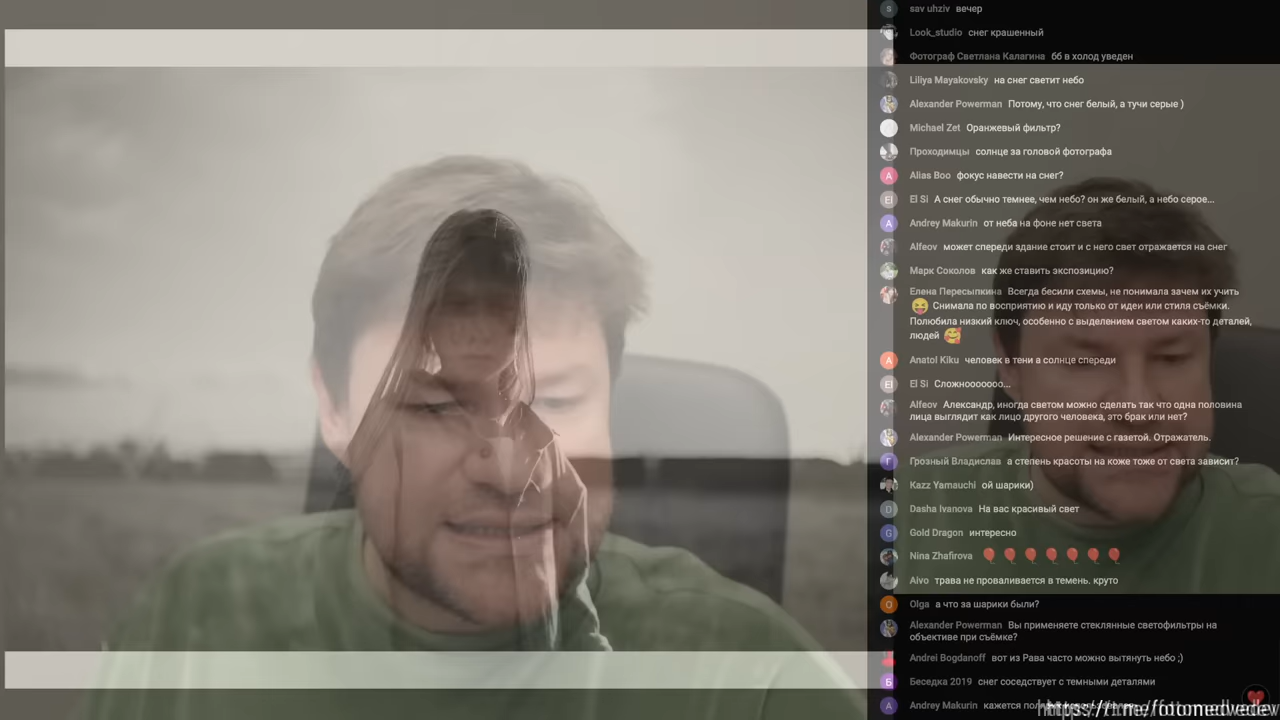 sav uhziv вечер
Look_studio снег крашенный
Фотограф Светлана Калагина бб в холод уведен
Liliya Mayakovsky на снег светит небо
Alexander Powerman Потому, что снег белый, а тучи серые )
Michael Zet Оранжевый фильтр?
Проходимцы солнце за головой фотографа
A Alias Boo фокус навести на снег?
El El Si А снег обычно темнее, чем небо? он же белый, а небо серое...
A Andrey Makurin от неба на фоне нет света
Alfeov может спереди здание стоит и с него свет отражается на снег
Марк Соколов как же ставить экспозицию?
Елена Пересыпкина Всегда бесили схемы, не понимала зачем их учить
😝 Снимала по восприятию и иду только от идеи или стиля съёмки.
Полюбила низкий ключ, особенно с выделением светом каких-то деталей,
людей 🥰
A Anatol Kiku человек в тени а солнце спереди
El El Si Сложнооооооо...
Alfeov Александр, иногда светом можно сделать так что одна половина
лица выглядит как лицо другого человека, это брак или нет?
Alexander Powerman Интересное решение с газетой. Отражатель.
Г Грозный Владислав а степень красоты на коже тоже от света зависит?
Kazz Yamauchi ой шарики)
D Dasha Ivanova На вас красивый свет
G Gold Dragon интересно
Nina Zhafirova 🎈🎈🎈🎈🎈🎈🎈
Aivo трава не проваливается в темень. круто
O Olga а что за шарики были?
Alexander Powerman Вы применяете стеклянные светофильтры на
объективе при съёмке?
Andrei Bogdanoff вот из Рава часто можно вытянуть небо ;)
Б Беседка 2019 снег соседствует с темными деталями
A Andrey Makurin кажется
https://t.me/fotomedvedev